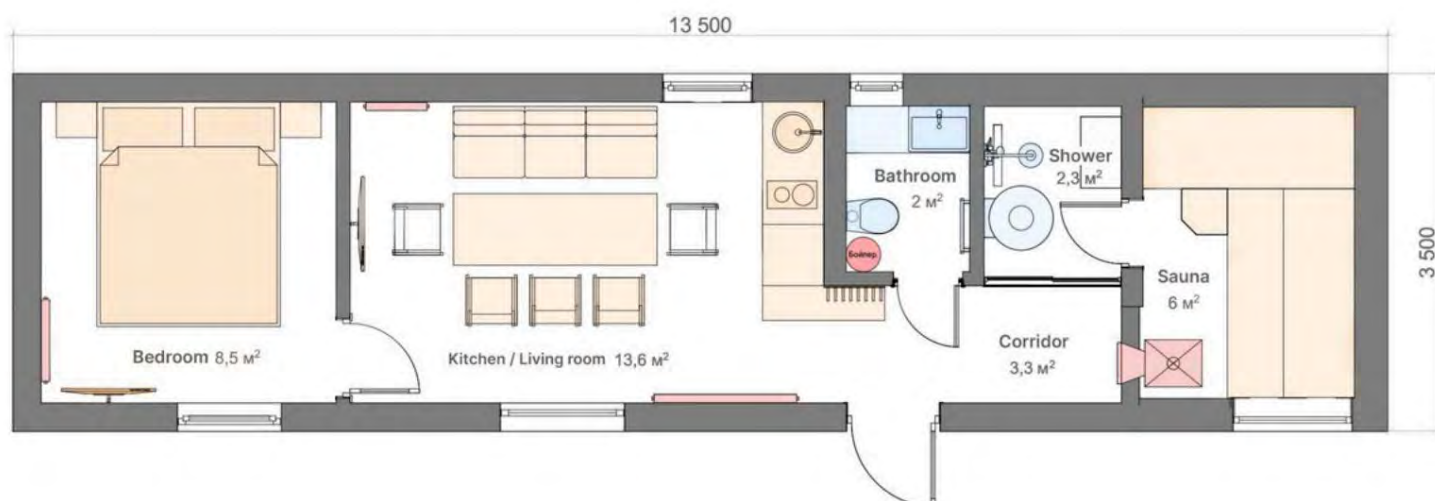 13 500
3 500
Bedroom 8,5 м²
Kitchen / Living room 13,6 м²
Bathroom
2 м²
Бойлер
Shower
2,3 м²
Corridor
3,3 м²
Sauna
6 м²